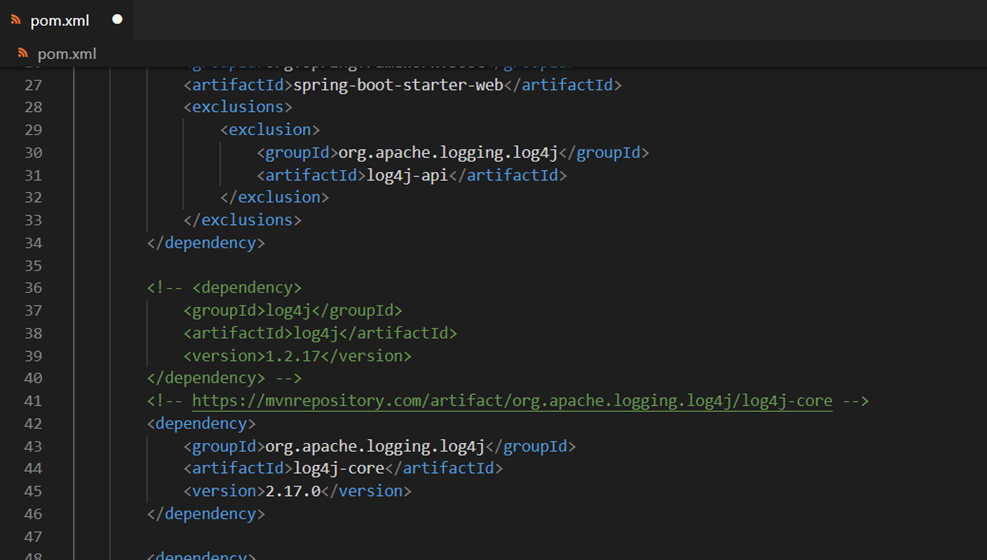 pom.xml
pom.xml
27 <artifactId>spring-boot-starter-web</artifactId>
28 <exclusions>
29 <exclusion>
30 <groupId>org.apache.logging.log4j</groupId>
31 <artifactId>log4j-api</artifactId>
32 </exclusion>
33 </exclusions>
34 </dependency>
35
36 <!-- <dependency>
37 <groupId>log4j</groupId>
38 <artifactId>log4j</artifactId>
39 <version>1.2.17</version>
40 </dependency> -->
41 <!-- https://mvnrepository.com/artifact/org.apache.logging.log4j/log4j-core -->
42 <dependency>
43 <groupId>org.apache.logging.log4j</groupId>
44 <artifactId>log4j-core</artifactId>
45 <version>2.17.0</version>
46 </dependency>
47
48 <dependency>